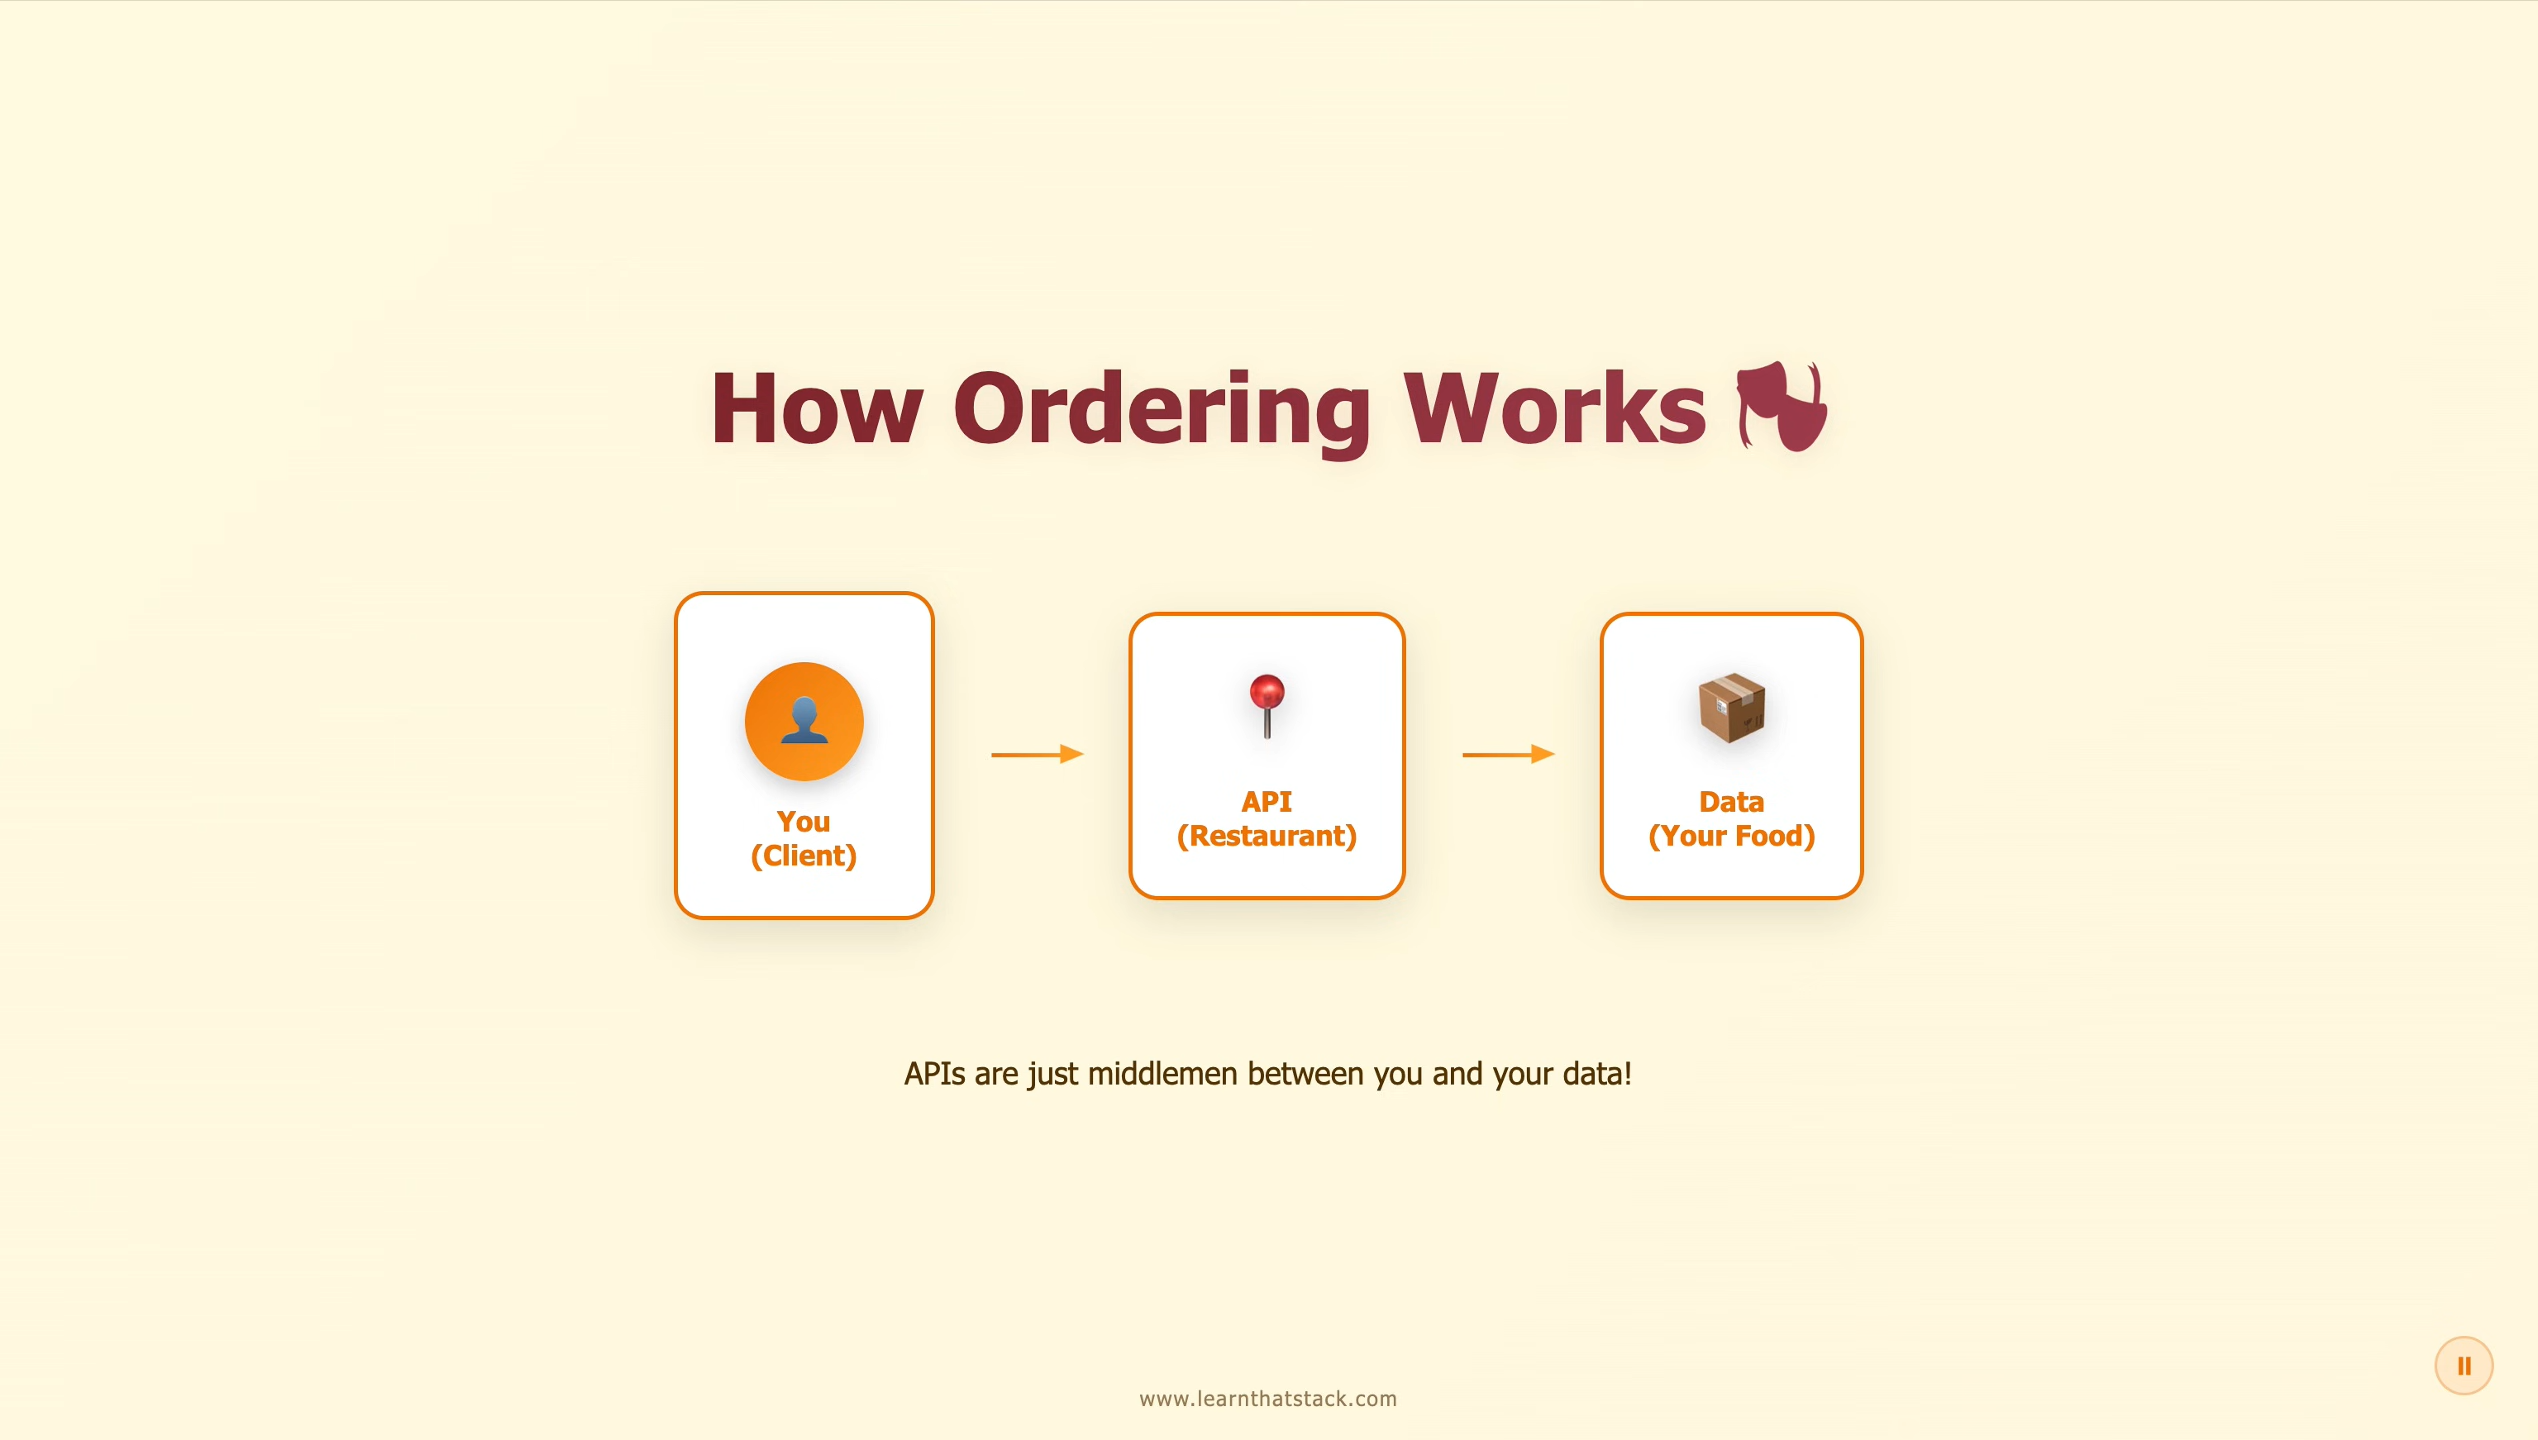 How Ordering Works
You
(Client)
API
(Restaurant)
Data
(Your Food)
APIs are just middlemen between you and your data!
www.learnthatstack.com